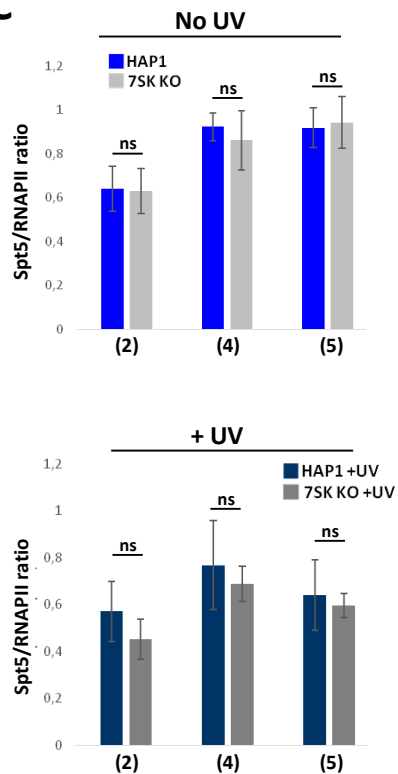 No UV
HAP1
7SK KO
Spt5/RNAPII ratio
1,2
1
0,8
0,6
0,4
0,2
0
ns
ns
ns
(2)
(4)
(5)
+ UV
HAP1 +UV
7SK KO +UV
Spt5/RNAPII ratio
1,2
1
0,8
0,6
0,4
0,2
0
ns
ns
ns
(2)
(4)
(5)